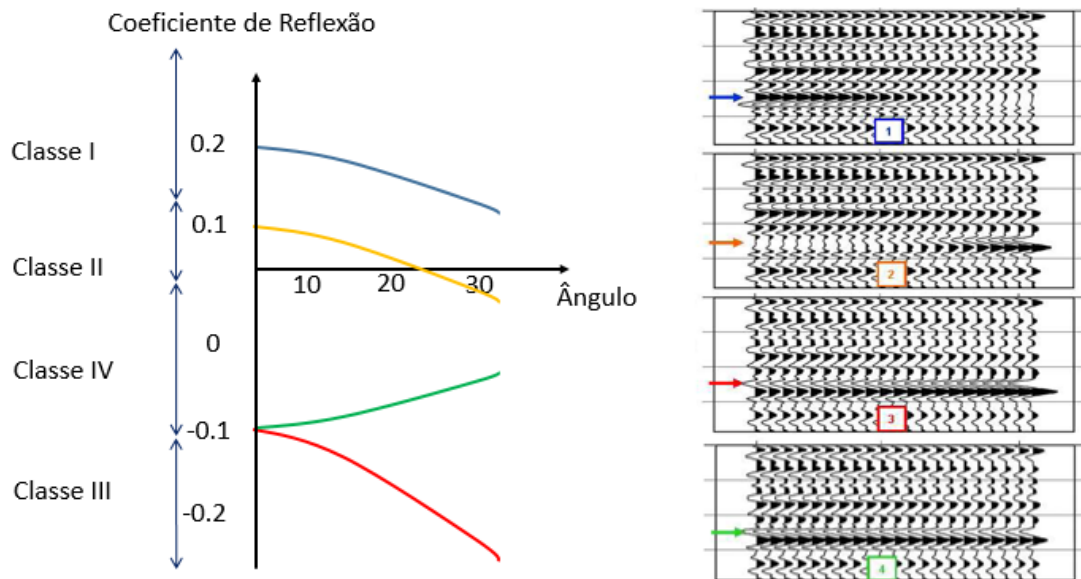 Coeficiente de Reflexão
Classe I
0.2
0.1
Classe II
10
20
30
Ângulo
0
Classe IV
-0.1
Classe III
-0.2
1
2
3
4